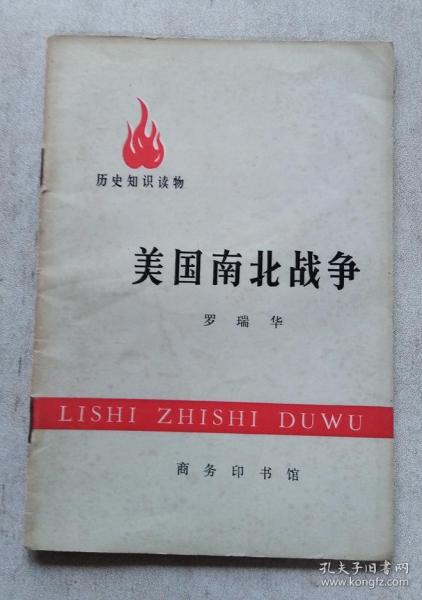 历史知识读物
美国南北战争
罗瑞华
LISHI ZHISHI DUWU
商务印书馆
孔夫子旧书网
www.kongfz.com